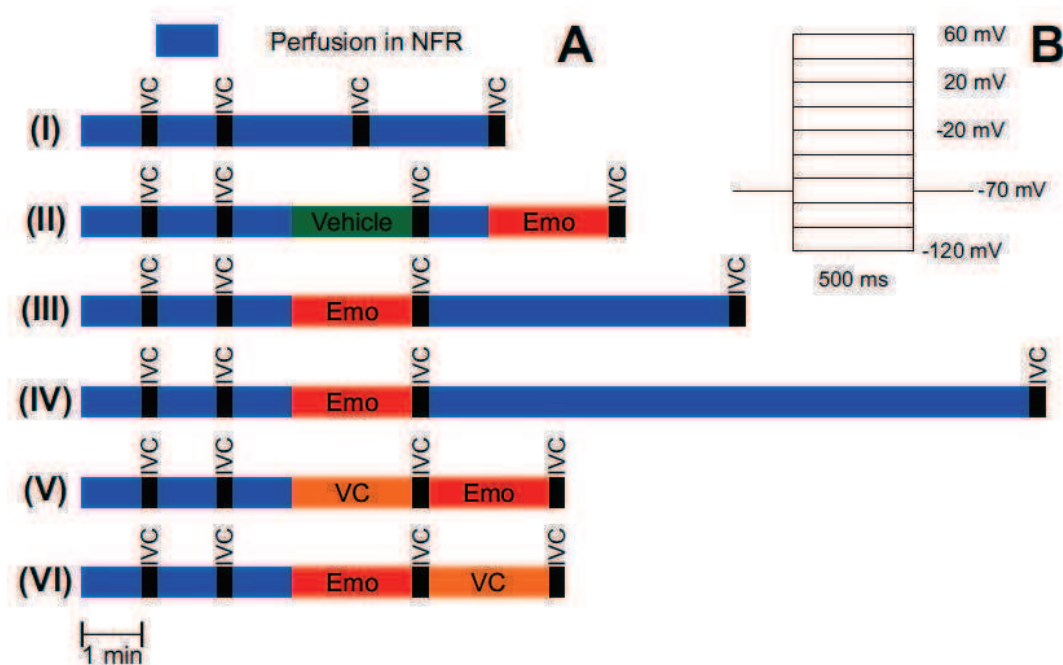 Perfusion in NFR
A
IVC IVC IVC IVC
(I)
IVC IVC IVC IVC
(II) Vehicle Emo
IVC IVC IVC IVC
(III) Emo
IVC IVC IVC IVC
(IV) Emo
IVC IVC IVC IVC
(V) VC Emo
IVC IVC IVC IVC
(VI) Emo VC
1 min
B
60 mV
20 mV
-20 mV
-70 mV
-120 mV
500 ms